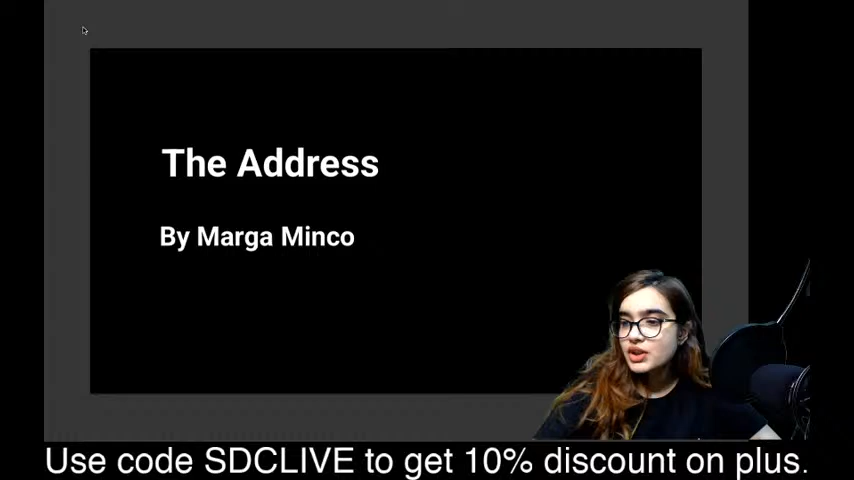 The Address
By Marga Minco
Use code SDCLIVE to get 10% discount on plus.